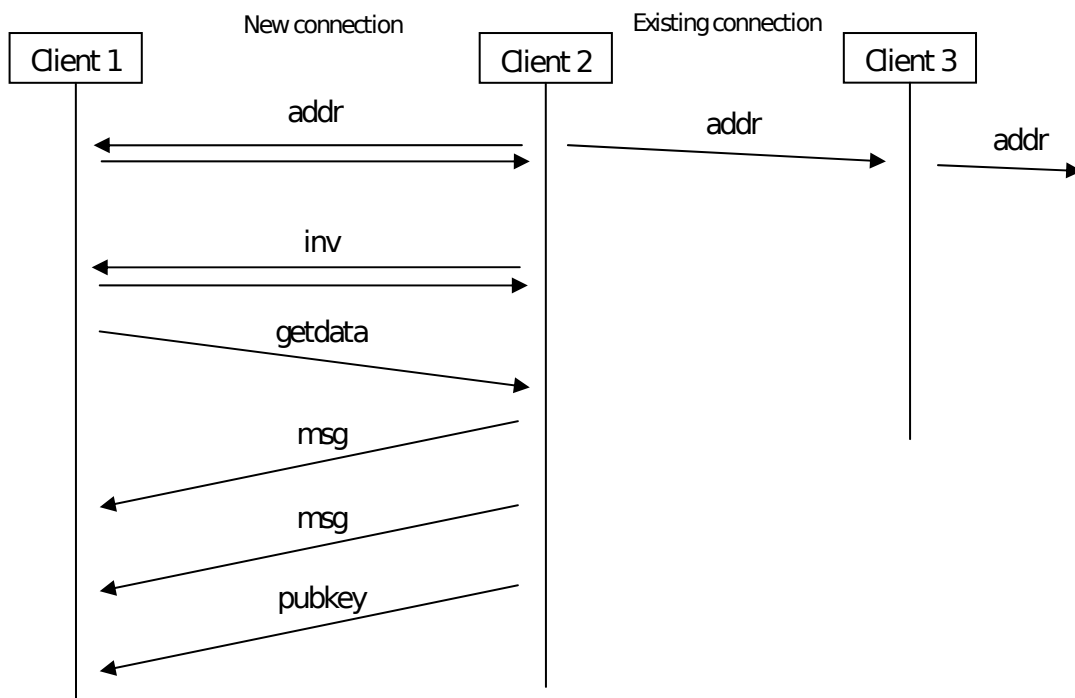 New connection
Existing connection
Client 1
Client 2
Client 3
addr
addr
addr
inv
getdata
msg
msg
pubkey